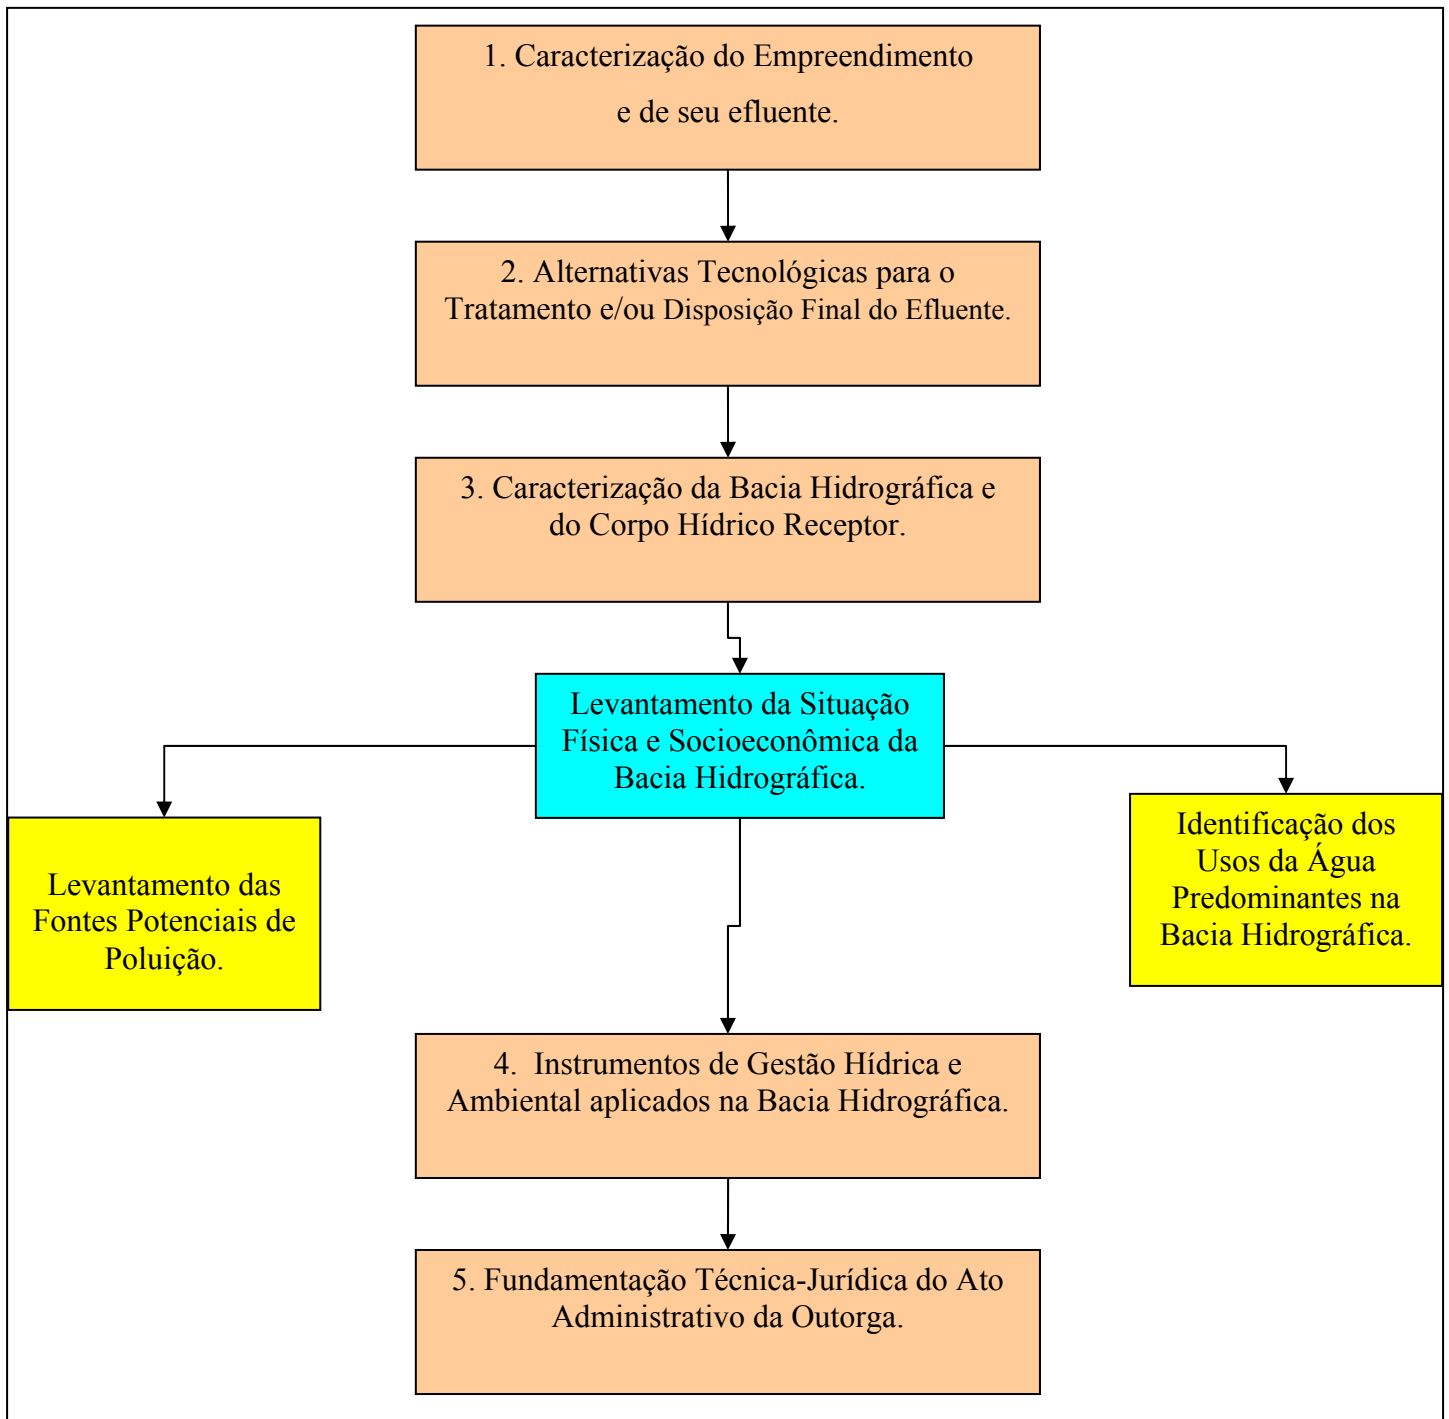 1. Caracterização do Empreendimento
e de seu efluente.
2. Alternativas Tecnológicas para o
Tratamento e/ou Disposição Final do Efluente.
3. Caracterização da Bacia Hidrográfica e
do Corpo Hídrico Receptor.
Levantamento da Situação
Física e Socioeconômica da
Bacia Hidrográfica.
Levantamento das
Fontes Potenciais de
Poluição.
Identificação dos
Usos da Água
Predominantes na
Bacia Hidrográfica.
4. Instrumentos de Gestão Hídrica e
Ambiental aplicados na Bacia Hidrográfica.
5. Fundamentação Técnica-Jurídica do Ato
Administrativo da Outorga.